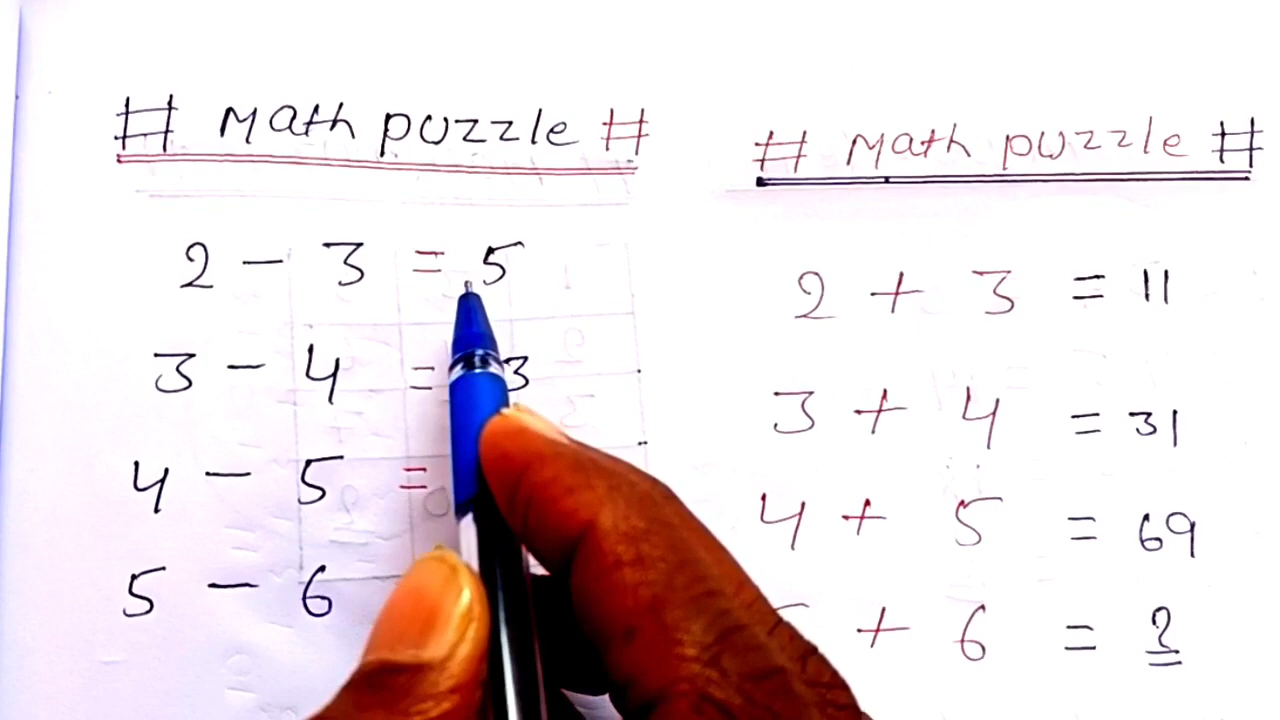 # Math puzzle #
2 - 3 = 5
3 - 4 = 3
4 - 5 =
5 - 6
# Math puzzle #
2 + 3 = 11
3 + 4 = 31
4 + 5 = 69
+ 6 = ?